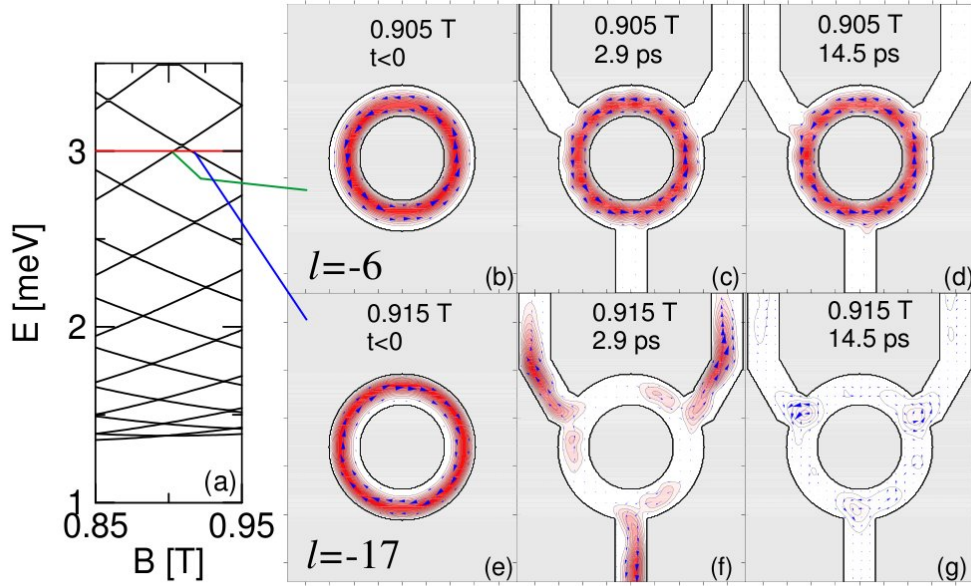 3
2
1
0.85
0.95
E [meV]
B [T]
(a)
0.905 T
t<0
l=-6
(b)
0.905 T
2.9 ps
(c)
0.905 T
14.5 ps
(d)
0.915 T
t<0
l=-17
(e)
0.915 T
2.9 ps
(f)
0.915 T
14.5 ps
(g)